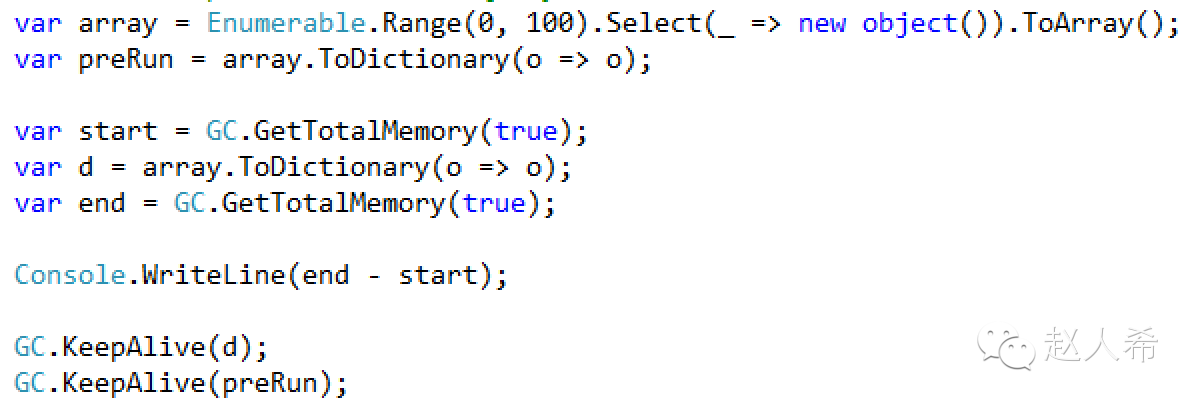 var array = Enumerable.Range(0, 100).Select(_ => new object()).ToArray();
var preRun = array.ToDictionary(o => o);
var start = GC.GetTotalMemory(true);
var d = array.ToDictionary(o => o);
var end = GC.GetTotalMemory(true);
Console.WriteLine(end - start);
GC.KeepAlive(d);
GC.KeepAlive(preRun);
赵人希